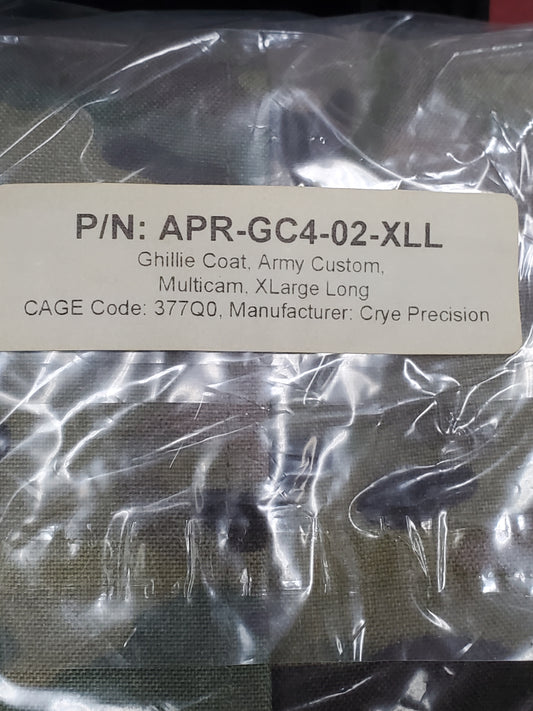 P/N: APR-GC4-02-XLL
Ghillie Coat, Army Custom,
Multicam, XLarge Long
CAGE Code: 377Q0, Manufacturer: Crye Precision